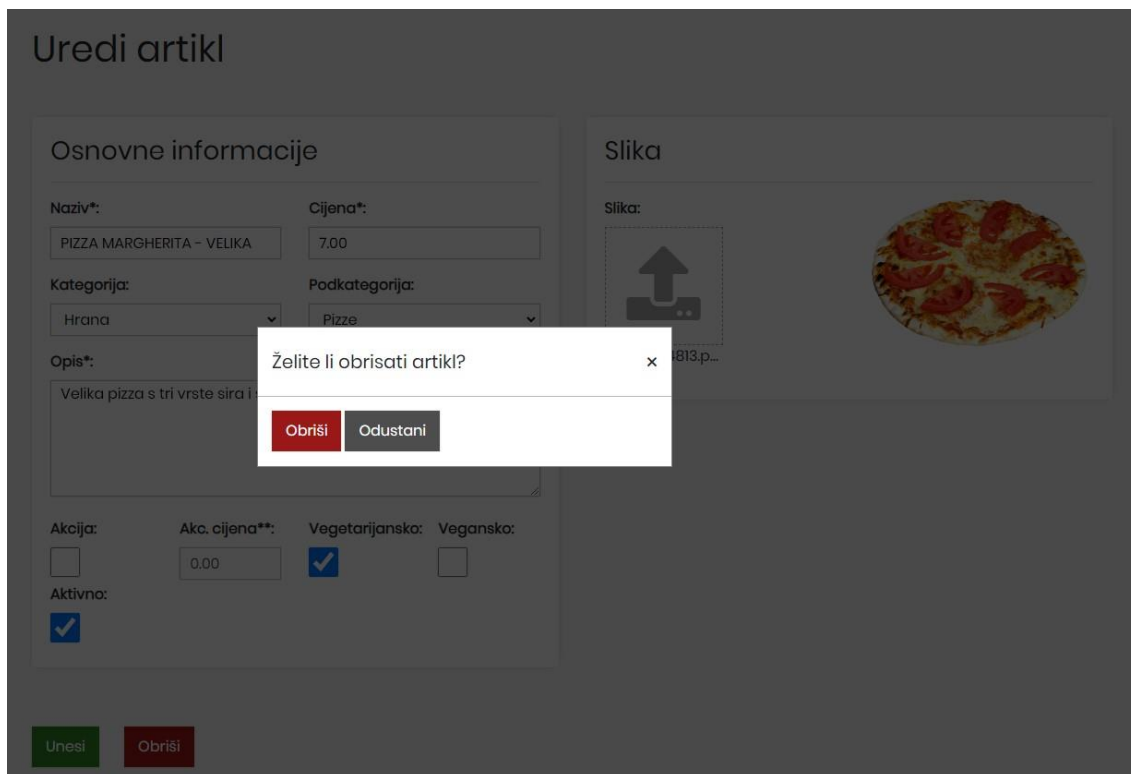 Uredi artikl
Osnovne informacije
Slika
Naziv*:
Cijena*:
Slika:
PIZZA MARGHERITA - VELIKA
7.00
Kategorija:
Podkategorija:
Hrana
Pizze
Želite li obrisati artikl?
×
4813.p...
Opis*:
Velika pizza s tri vrste sira i
Obriši
Odustani
Akcija:
Akc. cijena**:
Vegetarijansko:
Vegansko:
0.00
Aktivno:
Unesi
Obriši